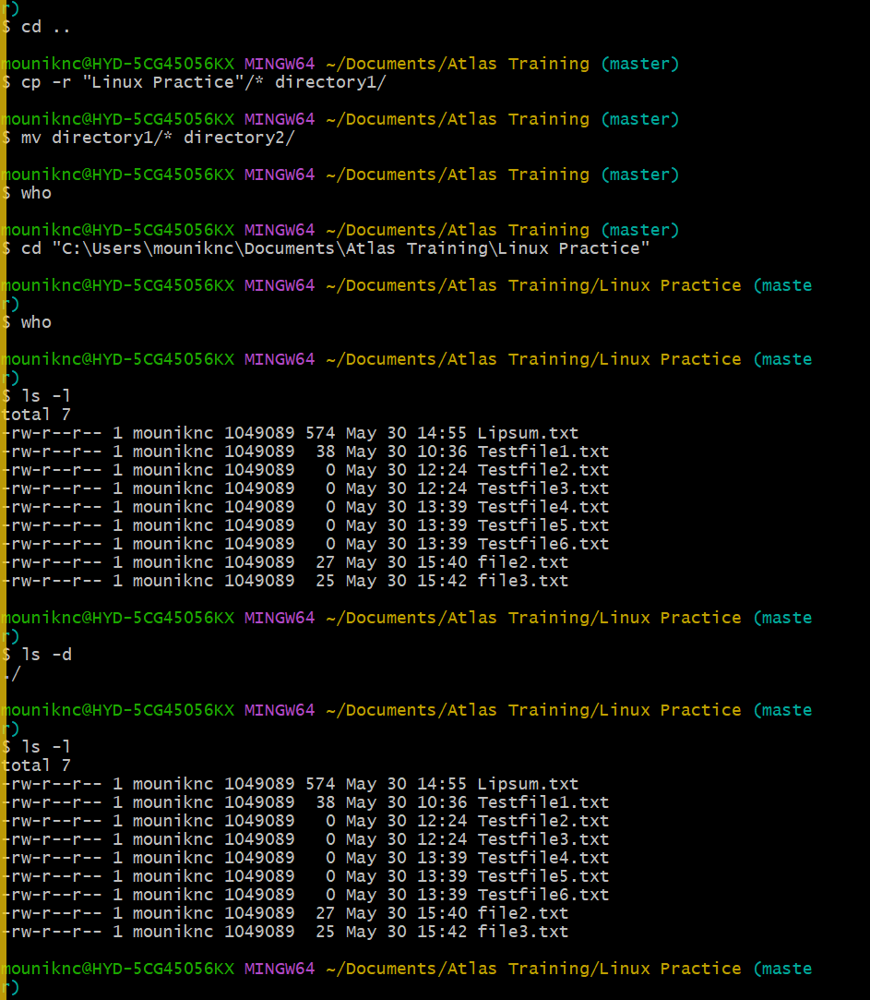 r)
$ cd ..
mouniknc@HYD-5CG45056KX MINGW64 ~/Documents/Atlas Training (master)
$ cp -r "Linux Practice"/* directory1/
mouniknc@HYD-5CG45056KX MINGW64 ~/Documents/Atlas Training (master)
$ mv directory1/* directory2/
mouniknc@HYD-5CG45056KX MINGW64 ~/Documents/Atlas Training (master)
$ who
mouniknc@HYD-5CG45056KX MINGW64 ~/Documents/Atlas Training (master)
$ cd "C:\Users\mouniknc\Documents\Atlas Training\Linux Practice"
mouniknc@HYD-5CG45056KX MINGW64 ~/Documents/Atlas Training/Linux Practice (maste
r)
$ who
mouniknc@HYD-5CG45056KX MINGW64 ~/Documents/Atlas Training/Linux Practice (maste
r)
$ ls -l
total 7
-rw-r--r-- 1 mouniknc 1049089 574 May 30 14:55 Lipsum.txt
-rw-r--r-- 1 mouniknc 1049089  38 May 30 10:36 Testfile1.txt
-rw-r--r-- 1 mouniknc 1049089   0 May 30 12:24 Testfile2.txt
-rw-r--r-- 1 mouniknc 1049089   0 May 30 12:24 Testfile3.txt
-rw-r--r-- 1 mouniknc 1049089   0 May 30 13:39 Testfile4.txt
-rw-r--r-- 1 mouniknc 1049089   0 May 30 13:39 Testfile5.txt
-rw-r--r-- 1 mouniknc 1049089   0 May 30 13:39 Testfile6.txt
-rw-r--r-- 1 mouniknc 1049089  27 May 30 15:40 file2.txt
-rw-r--r-- 1 mouniknc 1049089  25 May 30 15:42 file3.txt
mouniknc@HYD-5CG45056KX MINGW64 ~/Documents/Atlas Training/Linux Practice (maste
r)
$ ls -d
./
mouniknc@HYD-5CG45056KX MINGW64 ~/Documents/Atlas Training/Linux Practice (maste
r)
$ ls -l
total 7
-rw-r--r-- 1 mouniknc 1049089 574 May 30 14:55 Lipsum.txt
-rw-r--r-- 1 mouniknc 1049089  38 May 30 10:36 Testfile1.txt
-rw-r--r-- 1 mouniknc 1049089   0 May 30 12:24 Testfile2.txt
-rw-r--r-- 1 mouniknc 1049089   0 May 30 12:24 Testfile3.txt
-rw-r--r-- 1 mouniknc 1049089   0 May 30 13:39 Testfile4.txt
-rw-r--r-- 1 mouniknc 1049089   0 May 30 13:39 Testfile5.txt
-rw-r--r-- 1 mouniknc 1049089   0 May 30 13:39 Testfile6.txt
-rw-r--r-- 1 mouniknc 1049089  27 May 30 15:40 file2.txt
-rw-r--r-- 1 mouniknc 1049089  25 May 30 15:42 file3.txt
mouniknc@HYD-5CG45056KX MINGW64 ~/Documents/Atlas Training/Linux Practice (maste
r)